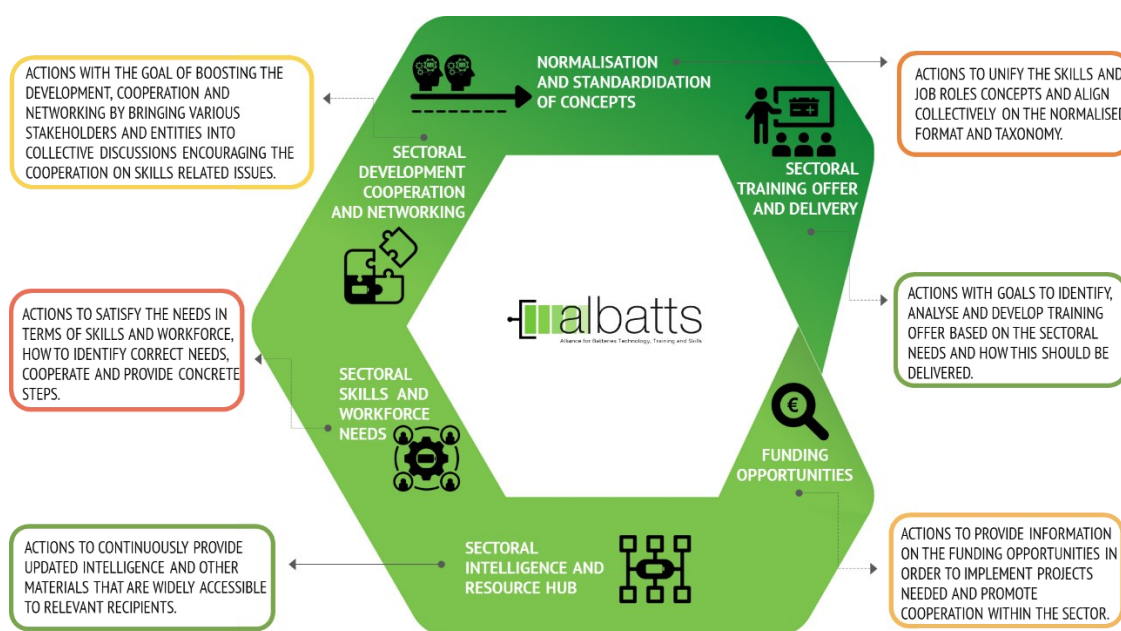 ACTIONS WITH THE GOAL OF BOOSTING THE
DEVELOPMENT, COOPERATION AND
NETWORKING BY BRINGING VARIOUS
STAKEHOLDERS AND ENTITIES INTO
COLLECTIVE DISCUSSIONS ENCOURAGING THE
COOPERATION ON SKILLS RELATED ISSUES.
NORMALISATION
AND STANDARDIDATION
OF CONCEPTS
ACTIONS TO UNIFY THE SKILLS AND
JOB ROLES CONCEPTS AND ALIGN
COLLECTIVELY ON THE NORMALISED
FORMAT AND TAXONOMY.
SECTORAL
DEVELOPMENT
COOPERATION
AND NETWORKING
SECTORAL
TRAINING OFFER
AND DELIVERY
ACTIONS TO SATISFY THE NEEDS IN
TERMS OF SKILLS AND WORKFORCE,
HOW TO IDENTIFY CORRECT NEEDS,
COOPERATE AND PROVIDE CONCRETE
STEPS.
albatts
Alliance for Batteries Technology, Training and Skills
ACTIONS WITH GOALS TO IDENTIFY,
ANALYSE AND DEVELOP TRAINING
OFFER BASED ON THE SECTORAL
NEEDS AND HOW THIS SHOULD BE
DELIVERED.
SECTORAL
SKILLS AND
WORKFORCE
NEEDS
€
FUNDING
OPPORTUNITIES
ACTIONS TO CONTINUOUSLY PROVIDE
UPDATED INTELLIGENCE AND OTHER
MATERIALS THAT ARE WIDELY ACCESSIBLE
TO RELEVANT RECIPIENTS.
SECTORAL
INTELLIGENCE AND
RESOURCE HUB
ACTIONS TO PROVIDE INFORMATION
ON THE FUNDING OPPORTUNITIES IN
ORDER TO IMPLEMENT PROJECTS
NEEDED AND PROMOTE
COOPERATION WITHIN THE SECTOR.